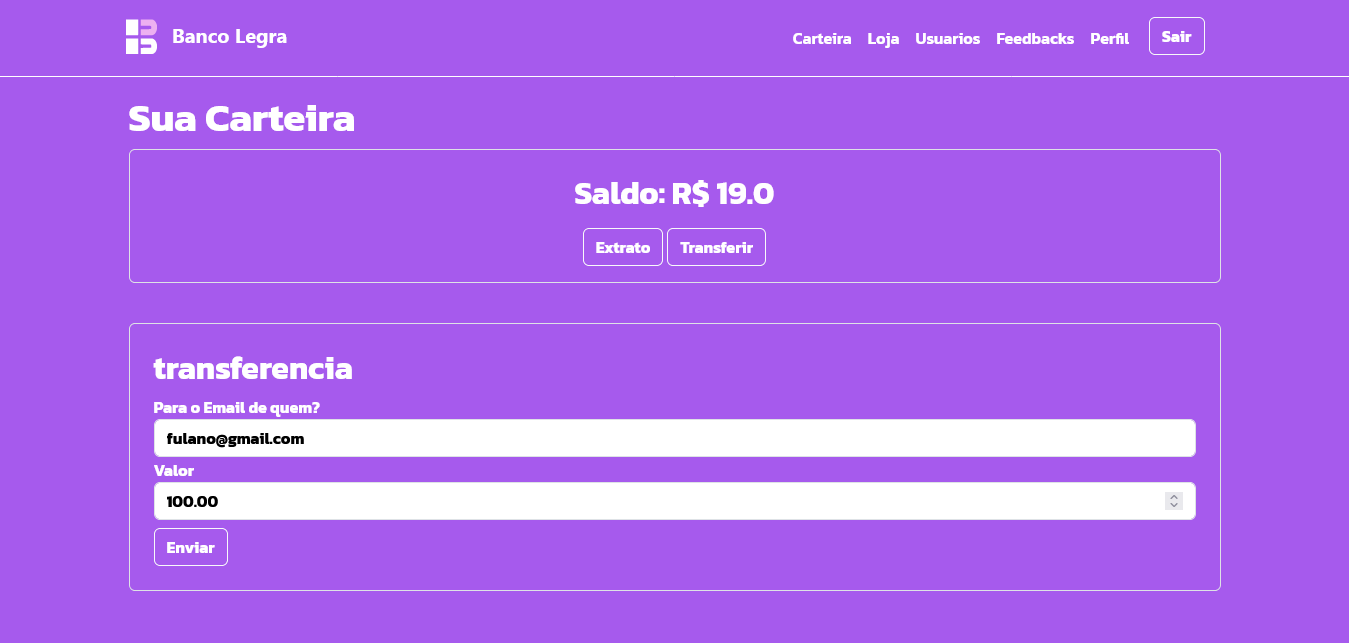 Banco Legra
Carteira Loja Usuarios Feedbacks Perfil Sair
Sua Carteira
Saldo: R$ 19.0
Extrato Transferir
transferencia
Para o Email de quem?
fulano@gmail.com
Valor
100.00
Enviar